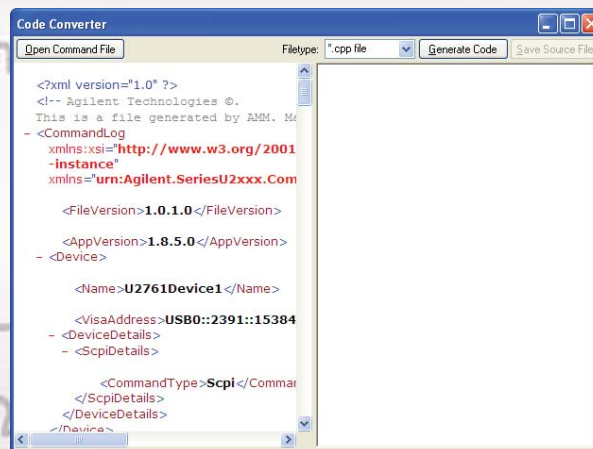 Code Converter
Open Command File
Filetype: *.cpp file
Generate Code
Save Source File
<?xml version="1.0" ?>
<!-- Agilent Technologies ©.
This is a file generated by AMM. Ma
- <CommandLog
xmlns:xsi="http://www.w3.org/2001
-instance"
xmlns="urn:Agilent.SeriesU2xxx.Com
<FileVersion>1.0.1.0</FileVersion>
<AppVersion>1.8.5.0</AppVersion>
- <Device>
<Name>U2761Device1</Name>
<VisaAddress>USB0::2391::15384
- <DeviceDetails>
- <ScpiDetails>
<CommandType>Scpi</Commar
</ScpiDetails>
</DeviceDetails>
</Device>